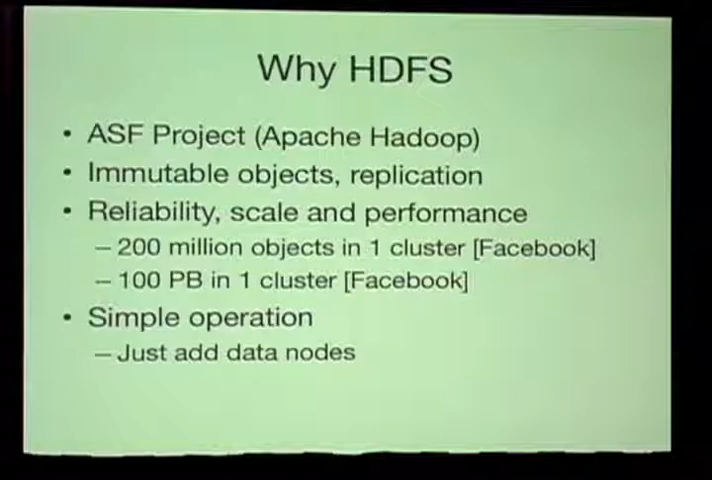 Why HDFS
• ASF Project (Apache Hadoop)
• Immutable objects, replication
• Reliability, scale and performance
– 200 million objects in 1 cluster [Facebook]
– 100 PB in 1 cluster [Facebook]
• Simple operation
– Just add data nodes